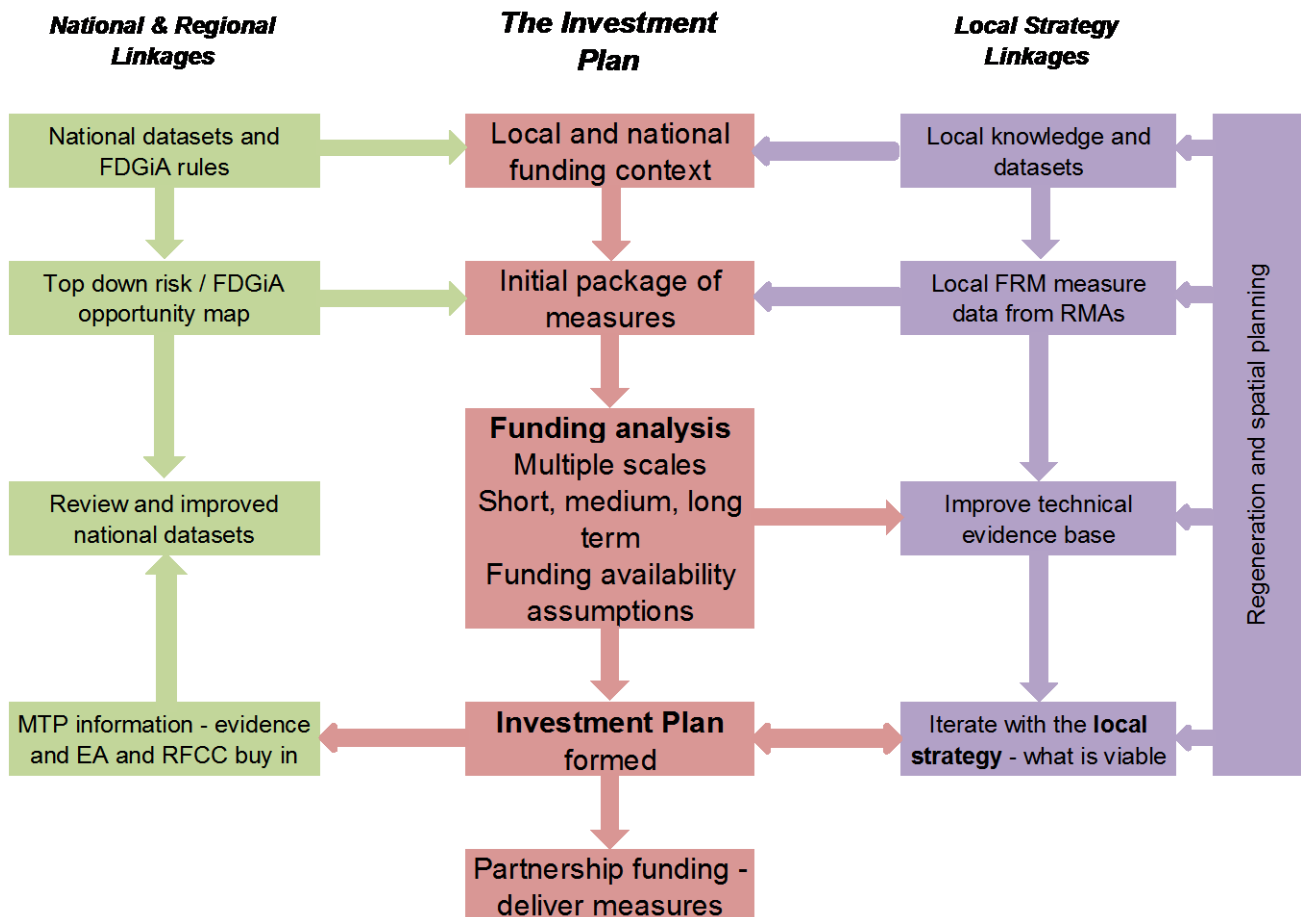 National & Regional
Linkages
The Investment
Plan
Local Strategy
Linkages
National datasets and
FDGiA rules
Local and national
funding context
Local knowledge and
datasets
Top down risk / FDGiA
opportunity map
Initial package of
measures
Local FRM measure
data from RMAs
Funding analysis
Multiple scales
Short, medium, long
term
Funding availability
assumptions
Review and improved
national datasets
Improve technical
evidence base
MTP information - evidence
and EA and RFCC buy in
Investment Plan
formed
Iterate with the local
strategy - what is viable
Partnership funding -
deliver measures
Regeneration and spatial planning